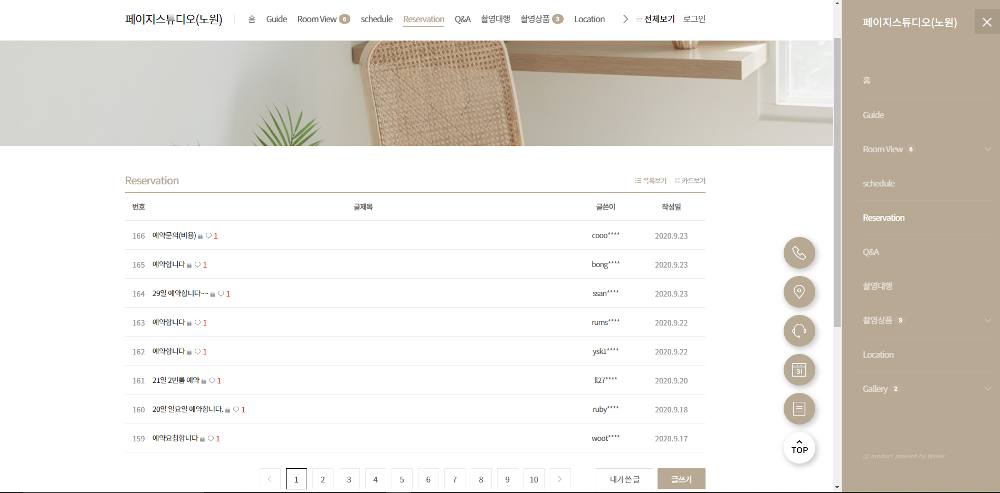 페이지스튜디오(노원)
홈 Guide Room View 6 schedule Reservation Q&A 촬영대행 촬영상품 3 Location 전체보기 로그인
Reservation
목록보기 카드보기
번호 글제목 글쓴이 작성일
166 예약문의(비용) 1 cooo**** 2020.9.23
165 예약합니다 1 bong**** 2020.9.23
164 29일 예약합니다~~ 1 ssan**** 2020.9.23
163 예약합니다 1 rums**** 2020.9.22
162 예약합니다 1 ysk1**** 2020.9.22
161 21일 2번룸 예약 1 ll27**** 2020.9.20
160 20일 일요일 예약합니다. 1 ruby**** 2020.9.18
159 예약요청합니다 1 woot**** 2020.9.17
1 2 3 4 5 6 7 8 9 10
내가 쓴 글 글쓰기
31
TOP
페이지스튜디오(노원)
홈
Guide
Room View 6
schedule
Reservation
Q&A
촬영대행
촬영상품 3
Location
Gallery 2
ⓒ modoo! powerd by Naver